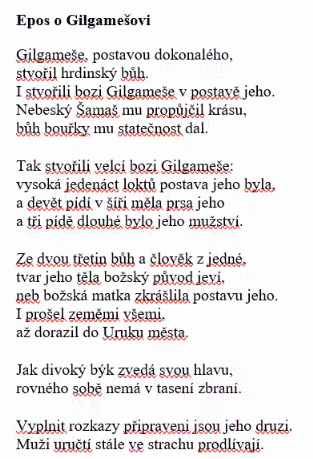 Epos o Gilgamešovi
Gilgameše, postavou dokonalého,
stvořil hrdinský bůh.
I stvořili bozi Gilgameše v postavě jeho.
Nebeský Šamaš mu propůjčil krásu,
bůh bouřky mu statečnost dal.
Tak stvořili velcí bozi Gilgameše:
vysoká jedenáct loktů postava jeho byla,
a devět pídí v šíři měla prsa jeho
a tři pídě dlouhé bylo jeho mužství.
Ze dvou třetin bůh a člověk z jedné,
tvar jeho těla božský původ jeví,
neb božská matka zkrášlila postavu jeho.
I prošel zeměmi všemi,
až dorazil do Uruku města.
Jak divoký býk zvedá svou hlavu,
rovného sobě nemá v tasení zbraní.
Vyplnit rozkazy připraveni jsou jeho druzi.
Muži uručtí stále ve strachu prodlívají.